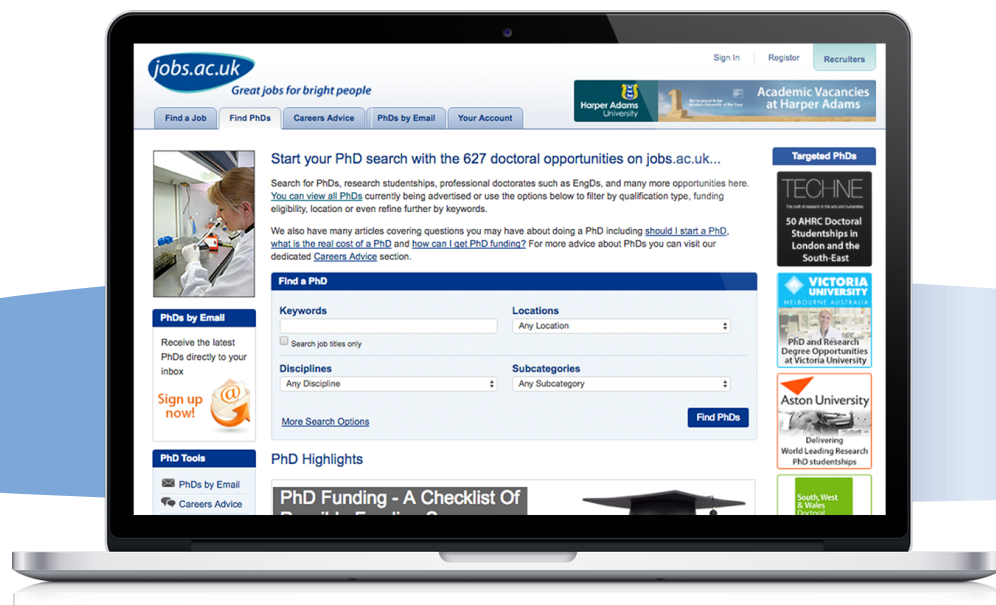 jobs.ac.uk
Great jobs for bright people
Sign In
Register
Recruiters
Harper Adams
University
Academic Vacancies
at Harper Adams
Find a Job
Find PhDs
Careers Advice
PhDs by Email
Your Account
Start your PhD search with the 627 doctoral opportunities on jobs.ac.uk...
Search for PhDs, research studentships, professional doctorates such as EngDs, and many more opportunities here.
You can view all PhDs currently being advertised or use the options below to filter by qualification type, funding
eligibility, location or even refine further by keywords.
We also have many articles covering questions you may have about doing a PhD including should I start a PhD,
what is the real cost of a PhD and how can I get PhD funding? For more advice about PhDs you can visit our
dedicated Careers Advice section.
Find a PhD
Keywords
Search job titles only
Locations
Any Location
Disciplines
Any Discipline
Subcategories
Any Subcategory
More Search Options
Find PhDs
PhDs by Email
Receive the latest
PhDs directly to your
inbox
Sign up
now!
@
PhD Tools
PhDs by Email
Careers Advice
PhD Highlights
PhD Funding - A Checklist Of
Targeted PhDs
TECHNE
50 AHRC Doctoral
Studentships in
London and the
South-East
VICTORIA
UNIVERSITY
MELBOURNE AUSTRALIA
PhD and Research
Degree Opportunities
at Victoria University
Aston University
Delivering
World Leading Research
PhD studentships
South, West
& Wales
Doctoral